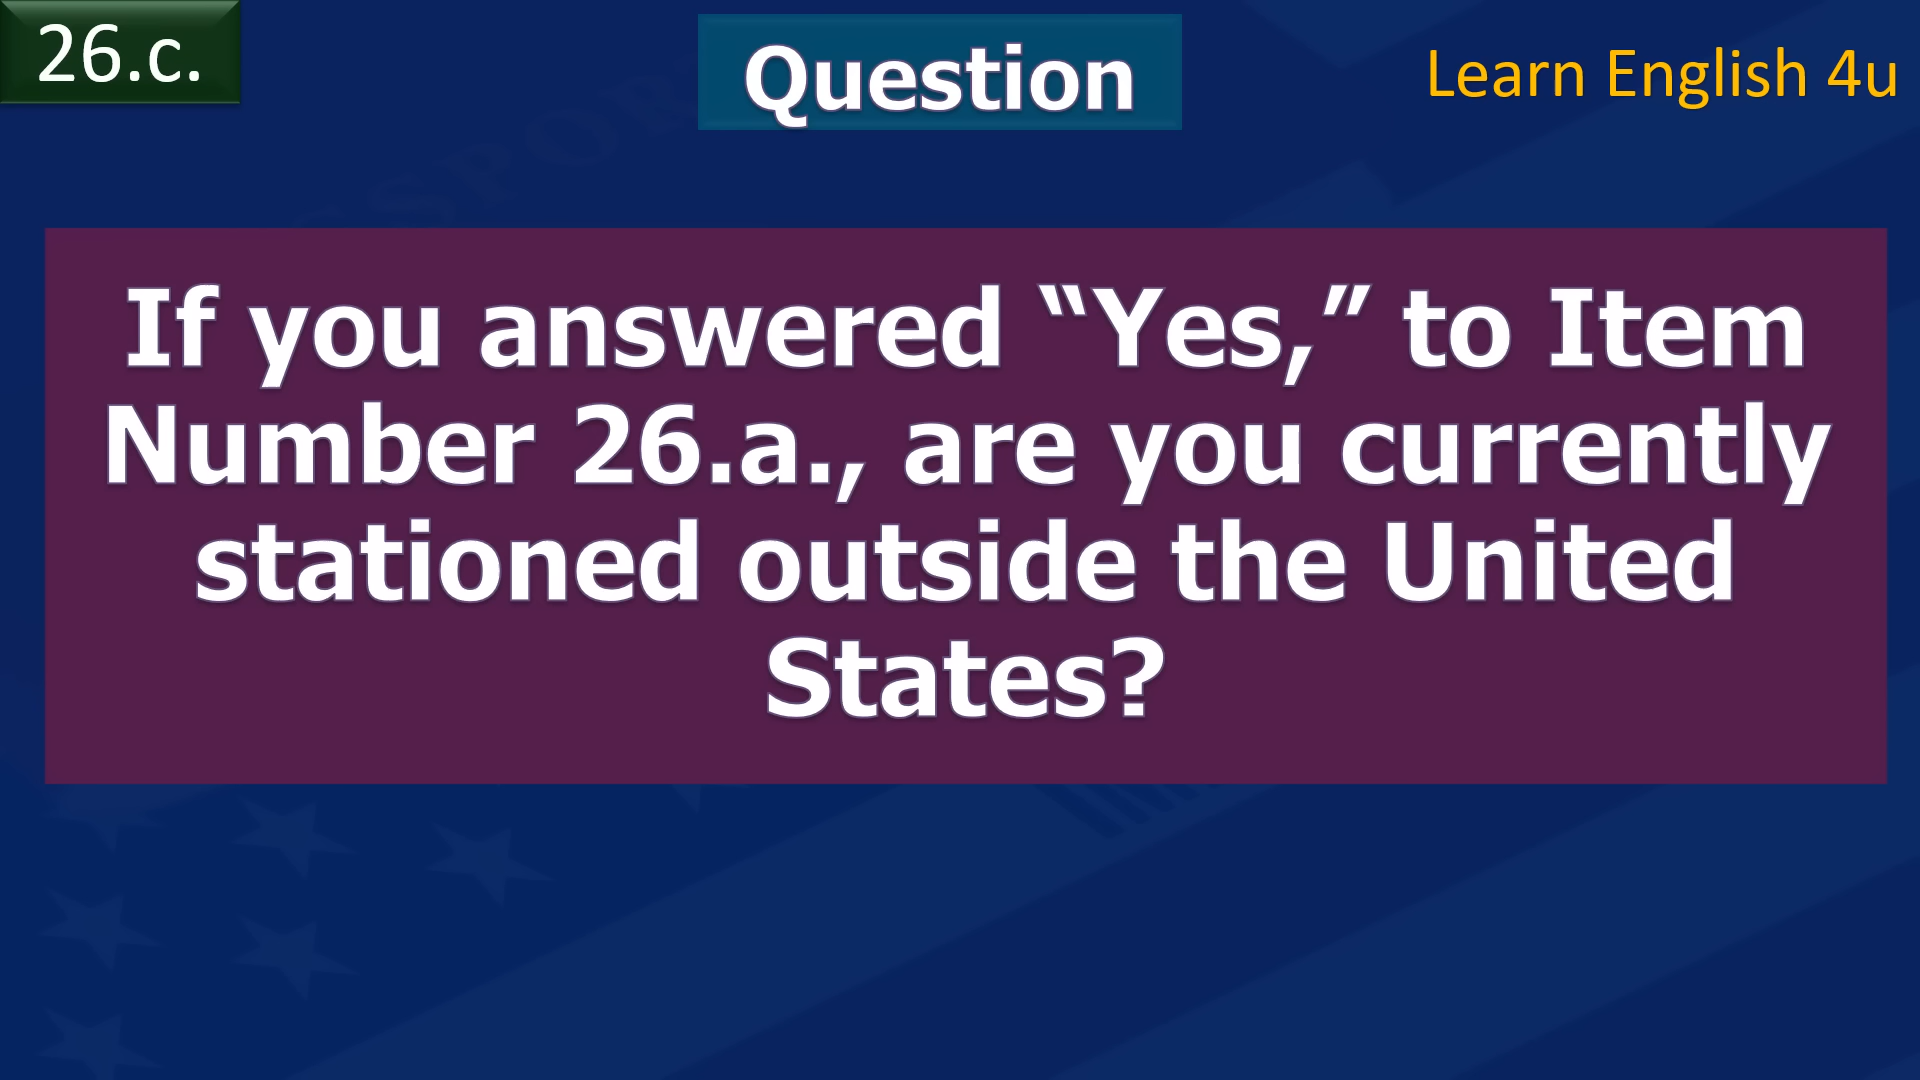 26.c.
Question
Learn English 4u
If you answered “Yes,” to Item
Number 26.a., are you currently
stationed outside the United
States?